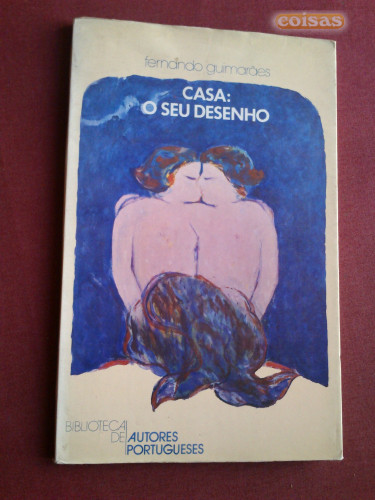 coisas
fernando guimarães
CASA:
O SEU DESENHO
BIBLIOTECA
DE AUTORES
PORTUGUESES